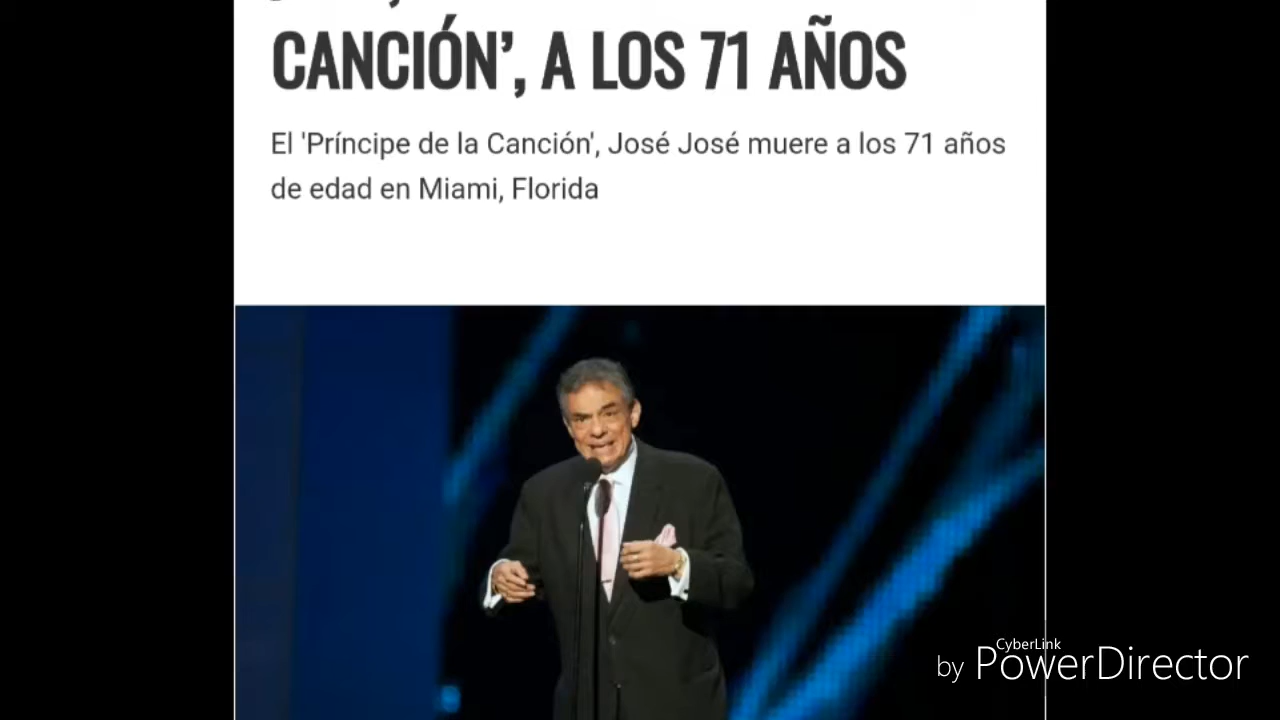 CANCIÓN’, A LOS 71 AÑOS
El 'Príncipe de la Canción', José José muere a los 71 años
de edad en Miami, Florida
CyberLink
by PowerDirector